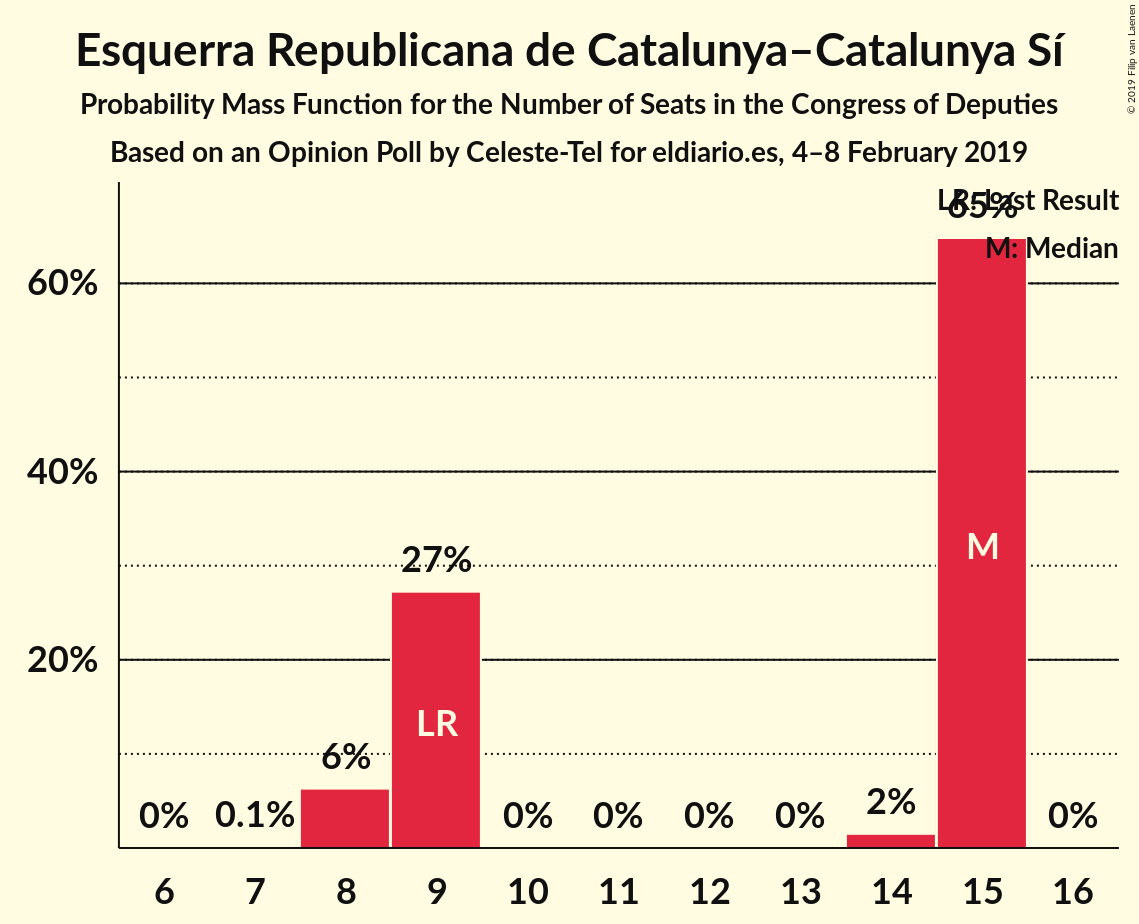 Esquerra Republicana de Catalunya–Catalunya Sí
Probability Mass Function for the Number of Seats in the Congress of Deputies
Based on an Opinion Poll by Celeste-Tel for eldiario.es, 4–8 February 2019
© 2019 Filip van Laenen
LR: Last Result
65%
M: Median
60%
40%
M
27%
20%
LR
6%
2%
0% 0.1% 0% 0% 0% 0% 0%
6 7 8 9 10 11 12 13 14 15 16